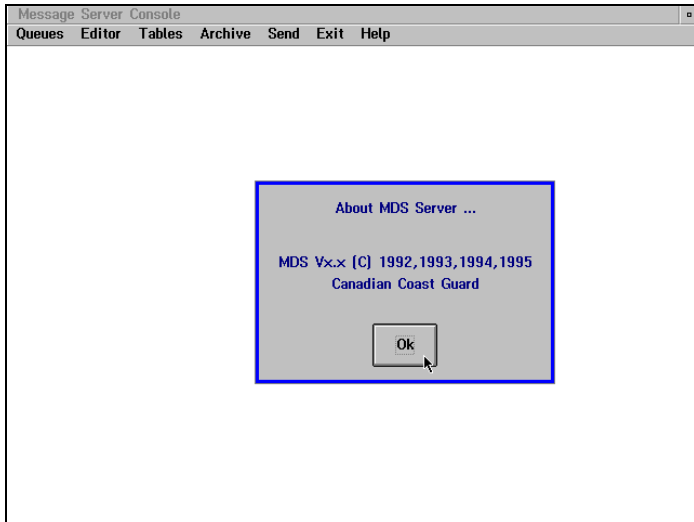 Message Server Console
Queues Editor Tables Archive Send Exit Help
About MDS Server ...
MDS Vx.x (C) 1992,1993,1994,1995
Canadian Coast Guard
Ok